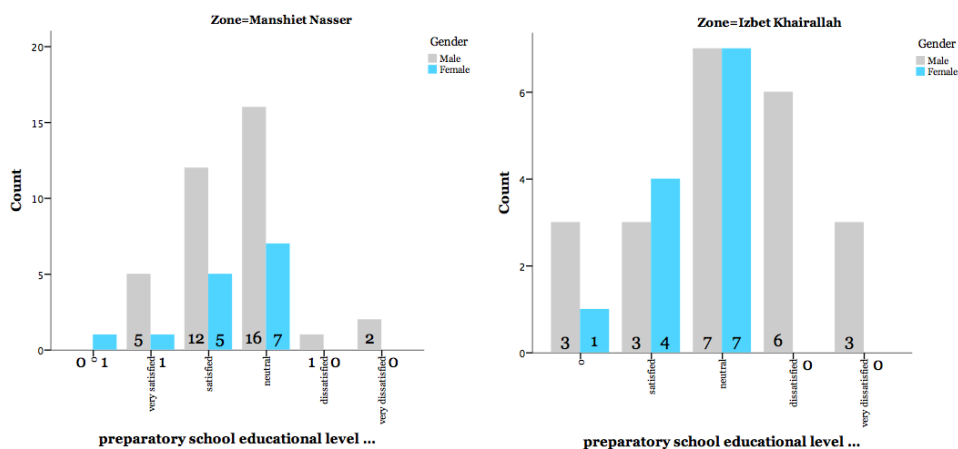 Zone=Manshiet Nasser
Gender
Male
Female
20
15
10
5
0
Count
5
12
5
16
7
2
0
1
1
1
0
0
0
very satisfied
satisfied
neutral
dissatisfied
very dissatisfied
preparatory school educational level ...
Zone=Izbet Khairallah
Gender
Male
Female
6
4
2
0
Count
3
1
3
4
7
7
6
0
3
0
0
satisfied
neutral
dissatisfied
very dissatisfied
preparatory school educational level ...